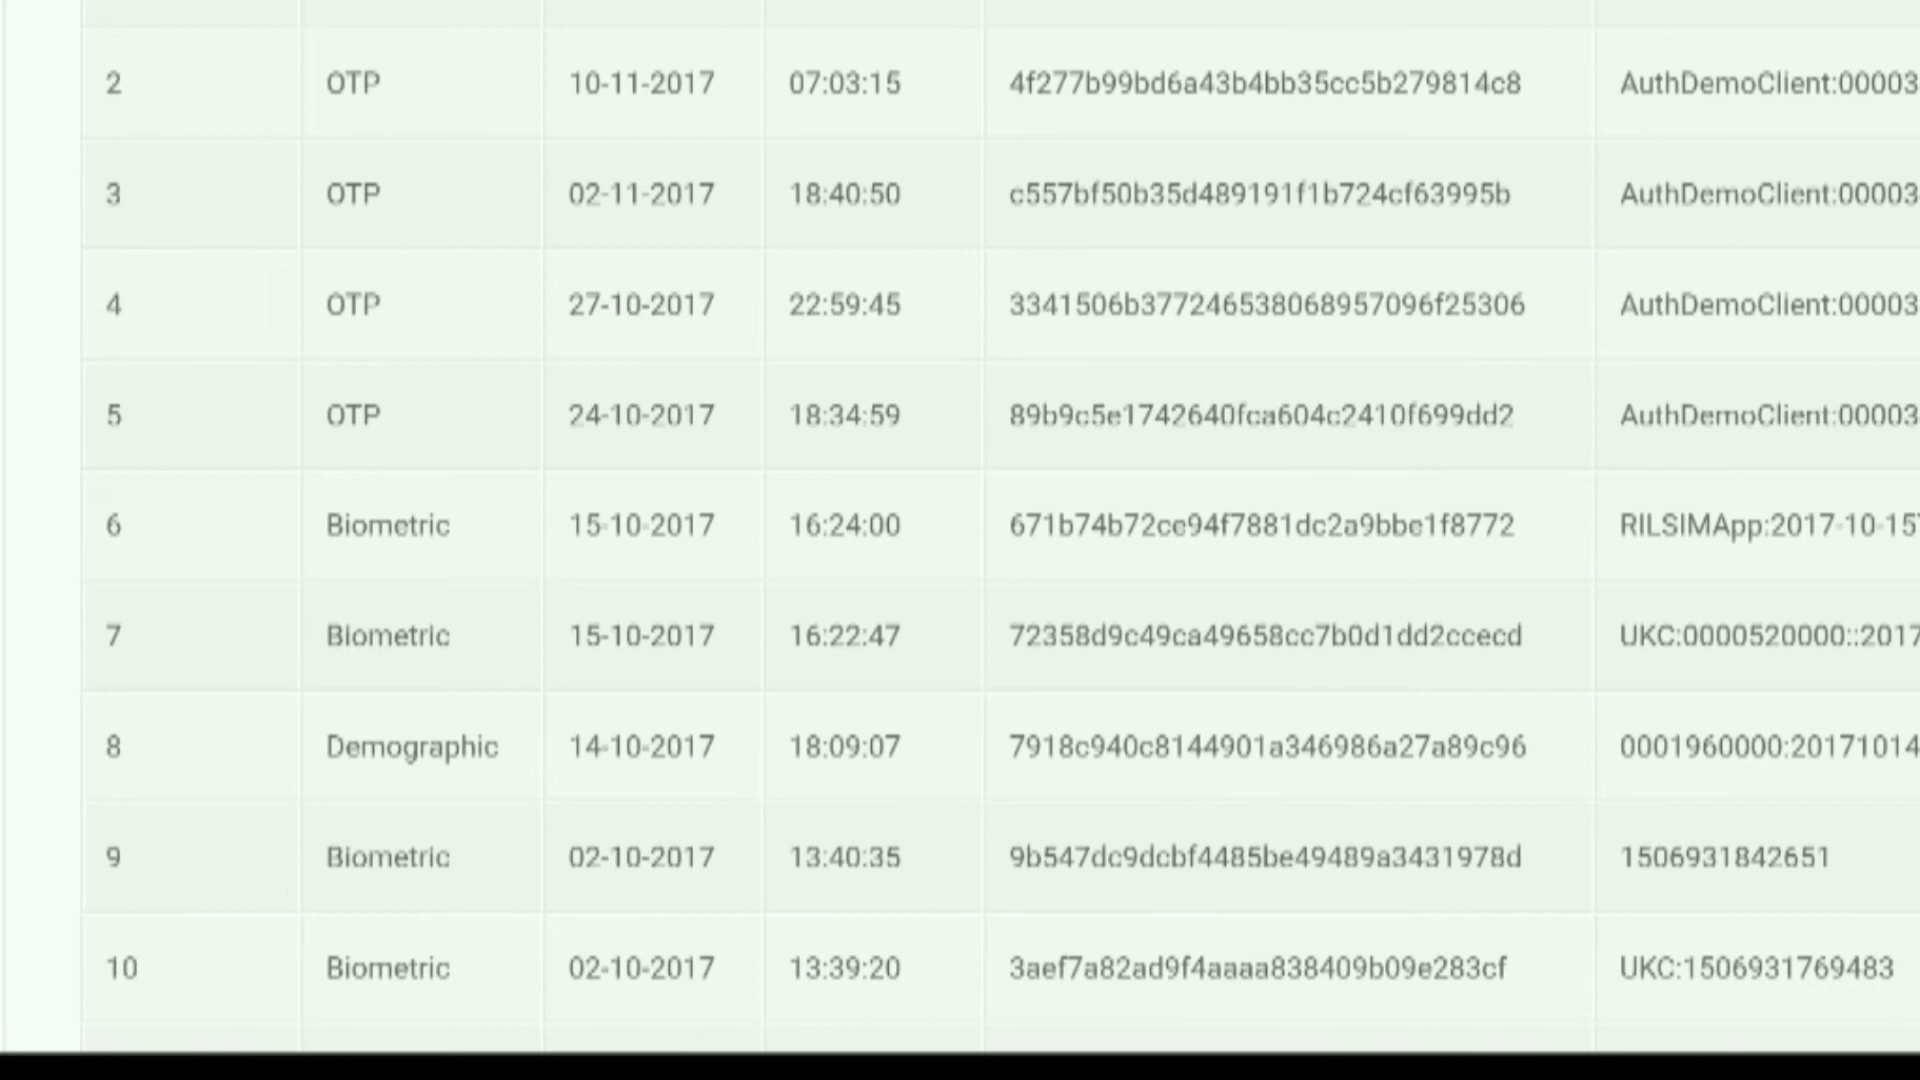 2 OTP 10-11-2017 07:03:15 4f277b99bd6a43b4bb35cc5b279814c8 AuthDemoClient:00003
3 OTP 02-11-2017 18:40:50 c557bf50b35d489191f1b724cf63995b AuthDemoClient:00003
4 OTP 27-10-2017 22:59:45 3341506b377246538068957096f25306 AuthDemoClient:00003
5 OTP 24-10-2017 18:34:59 89b9c5e1742640fca604c2410f699dd2 AuthDemoClient:00003
6 Biometric 15-10-2017 16:24:00 671b74b72ce94f7881dc2a9bbe1f8772 RILSIMApp:2017-10-15
7 Biometric 15-10-2017 16:22:47 72358d9c49ca49658cc7b0d1dd2ccecd UKC:0000520000::2017
8 Demographic 14-10-2017 18:09:07 7918c940c8144901a346986a27a89c96 0001960000:20171014
9 Biometric 02-10-2017 13:40:35 9b547dc9dcbf4485be49489a3431978d 1506931842651
10 Biometric 02-10-2017 13:39:20 3aef7a82ad9f4aaaa838409b09e283cf UKC:1506931769483